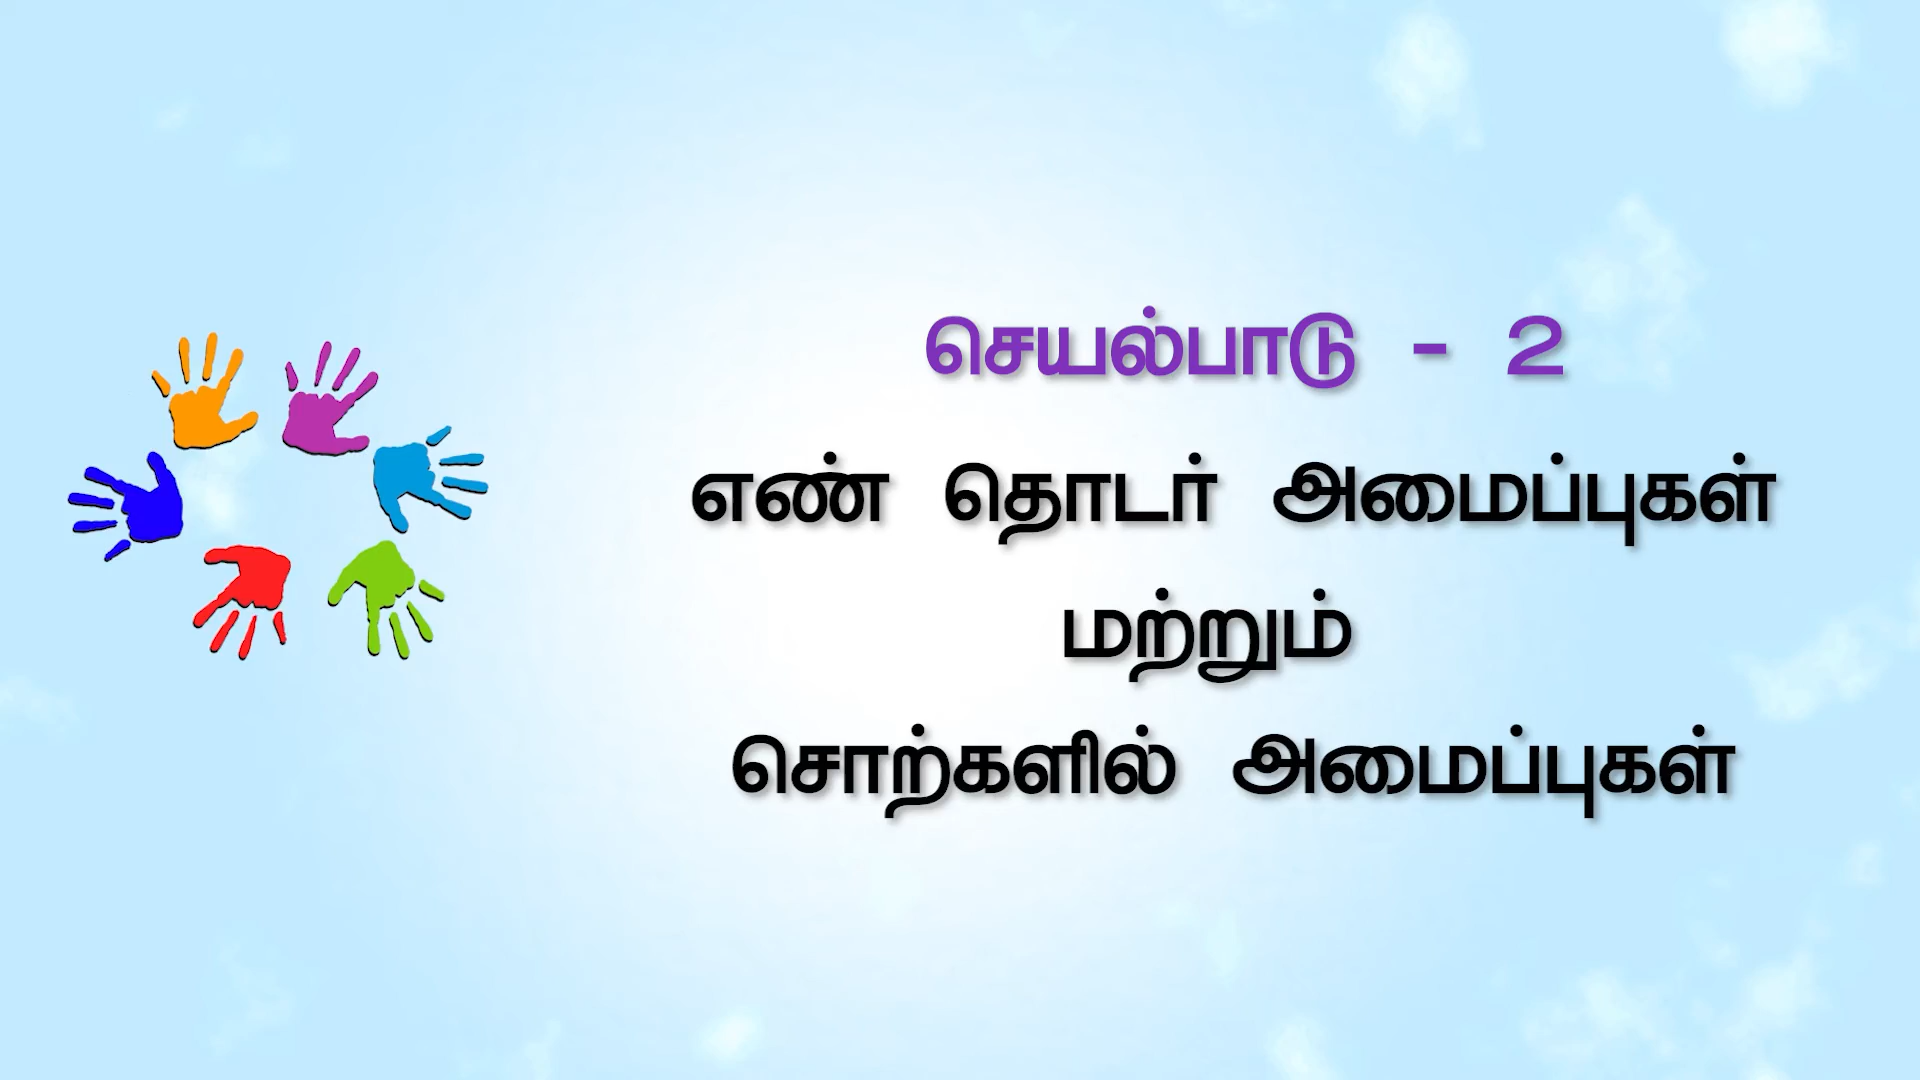 செயல்பாடு - 2
எண் தொடர் அமைப்புகள்
மற்றும்
சொற்களில் அமைப்புகள்